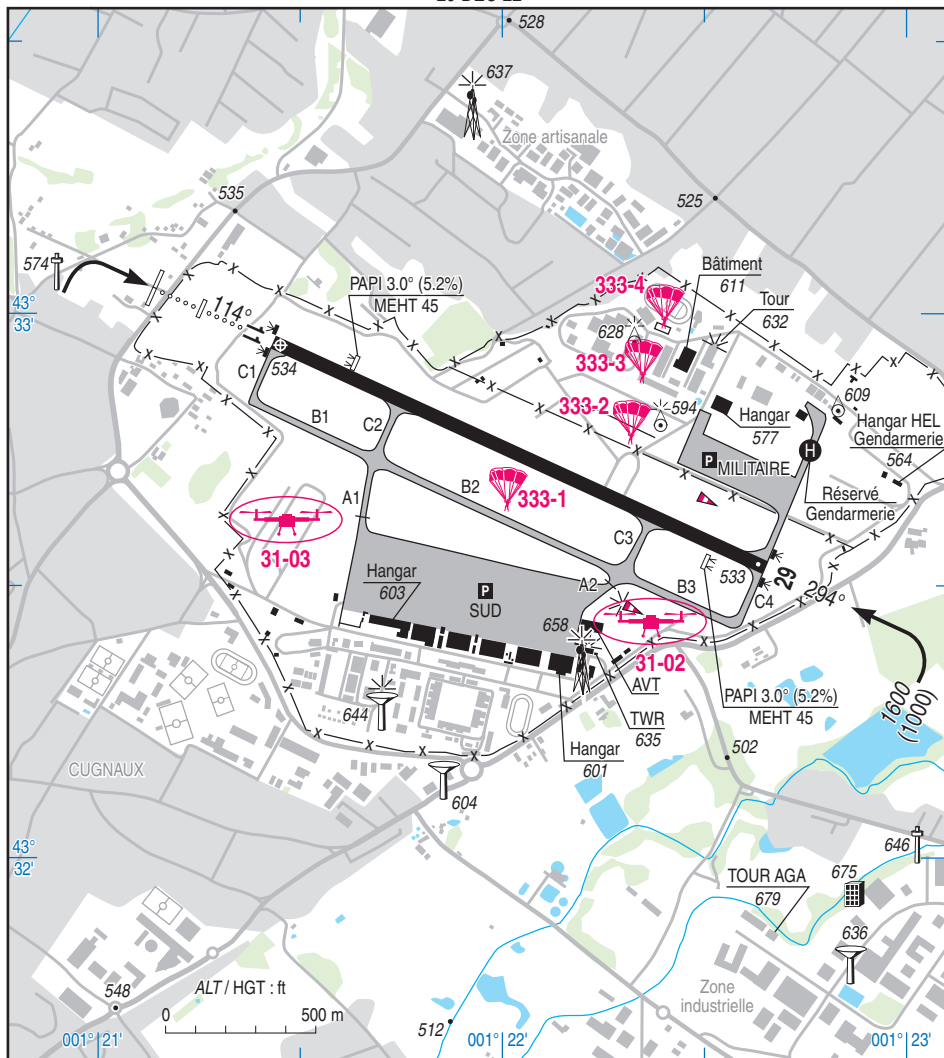 528
637
Zone artisanale
535
525
574
PAPI 3.0° (5.2%)
MEHT 45
Bâtiment
611
333-4
Tour
632
43°
33'
114°
11
628
333-3
534
C1
333-2
594
609
Hangar
577
Hangar HEL
Gendarmerie
564
B1
C2
P
MILITAIRE
H
B2
333-1
Réservé
Gendarmerie
A1
31-03
C3
533
29
Hangar
603
P
SUD
A2
B3
C4
294°
658
31-02
AVT
1600
(1000)
PAPI 3.0° (5.2%)
MEHT 45
644
TWR
635
Hangar
601
502
CUGNAUX
604
43°
32'
646
TOUR AGA
679
675
636
Zone
industrielle
548
ALT / HGT : ft
0
500 m
512
001° 21'
001° 22'
001° 23'